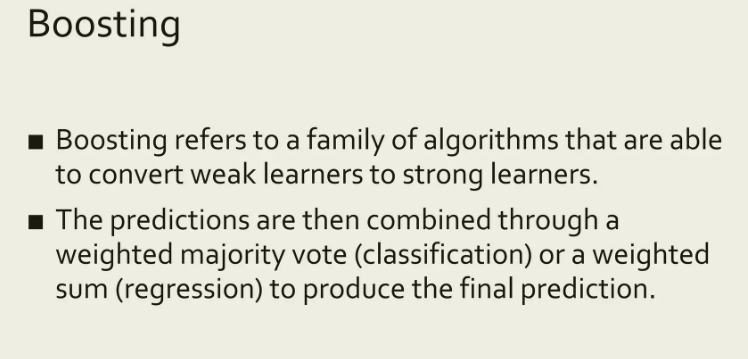 Boosting
■ Boosting refers to a family of algorithms that are able
to convert weak learners to strong learners.
■ The predictions are then combined through a
weighted majority vote (classification) or a weighted
sum (regression) to produce the final prediction.